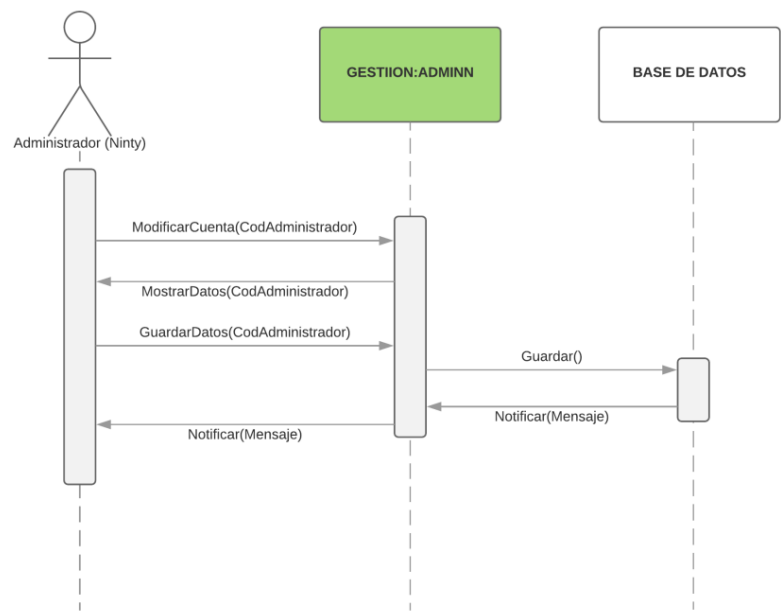 GESTIION:ADMINN
BASE DE DATOS
Administrador (Ninty)
ModificarCuenta(CodAdministrador)
MostrarDatos(CodAdministrador)
GuardarDatos(CodAdministrador)
Guardar()
Notificar(Mensaje)
Notificar(Mensaje)